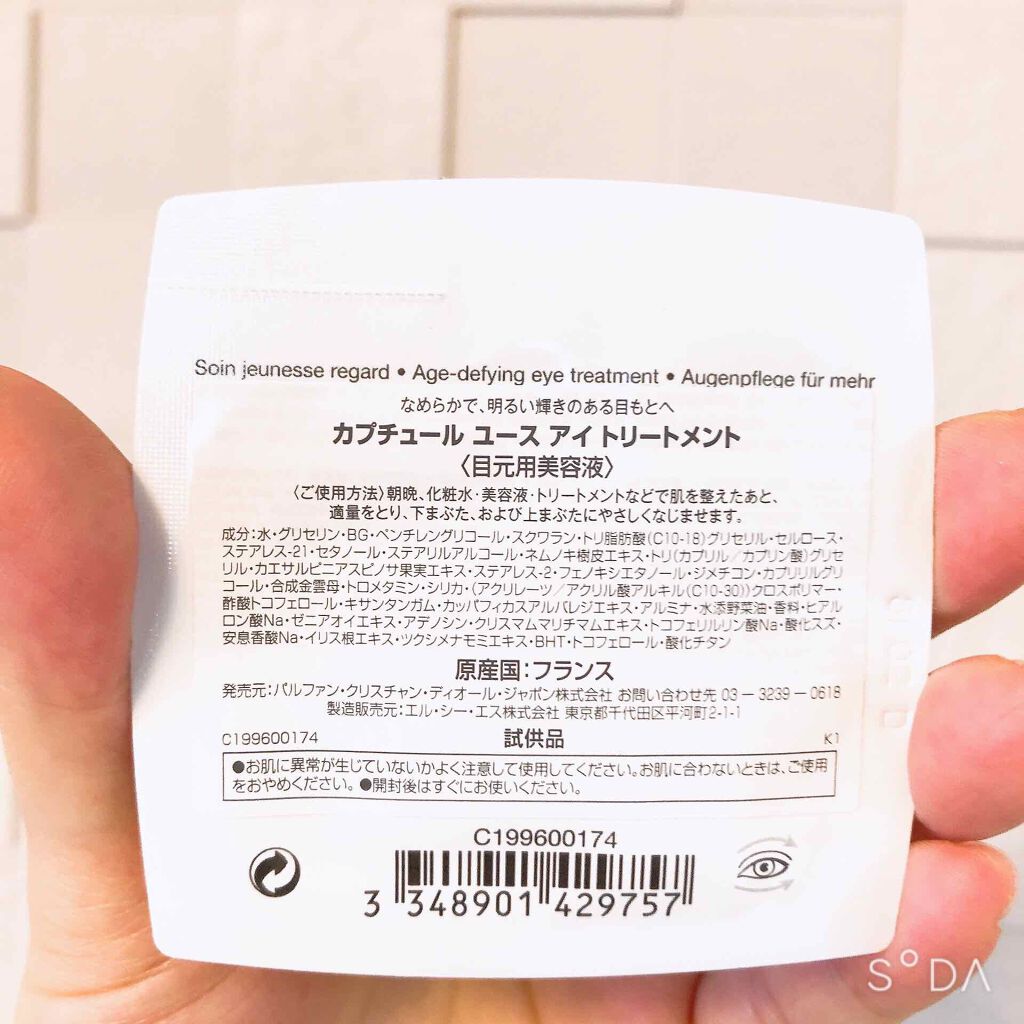 Soin jeunesse regard • Age-defying eye treatment • Augenpflege für mehr
なめらかで、明るい輝きのある目もとへ
カプチュール ユース アイ トリートメント
〈目元用美容液〉
〈ご使用方法〉朝晩、化粧水・美容液・トリートメントなどで肌を整えたあと、
適量をとり、下まぶた、および上まぶたにやさしくなじませます。
成分:水・グリセリン・BG・ペンチレングリコール・スクワラン・トリ脂肪酸(C10-18)グリセリル・セルロース・
ステアレス-21・セタノール・ステアリルアルコール・ネムノキ樹皮エキス・トリ(カプリル/カプリン酸)グリセ
リル・カエサルピニアスピノサ果実エキス・ステアレス-2・フェノキシエタノール・ジメチコン・カプリリルグリ
コール・合成金雲母・トロメタミン・シリカ・(アクリレーツ/アクリル酸アルキル(C10-30))クロスポリマー・
酢酸トコフェロール・キサンタンガム・カッパフィカスアルバレジエキス・アルミナ・水添野菜油・香料・ヒアル
ロン酸Na・ゼニアオイエキス・アデノシン・クリスマムマリチマムエキス・トコフェリルリン酸Na・酸化スズ・
安息香酸Na・イリス根エキス・ツクシメナモミエキス・BHT・トコフェロール・酸化チタン
原産国:フランス
発売元:パルファン・クリスチャン・ディオール・ジャポン株式会社 お問い合わせ先 03-3239-0618
製造販売元:エル・シー・エス株式会社 東京都千代田区平河町2-1-1
C199600174 試供品 K1
●お肌に異常が生じていないかよく注意して使用してください。お肌に合わないときは、ご使用
をおやめください。●開封後はすぐにお使いください。
C199600174
3 348901 429757
SODA